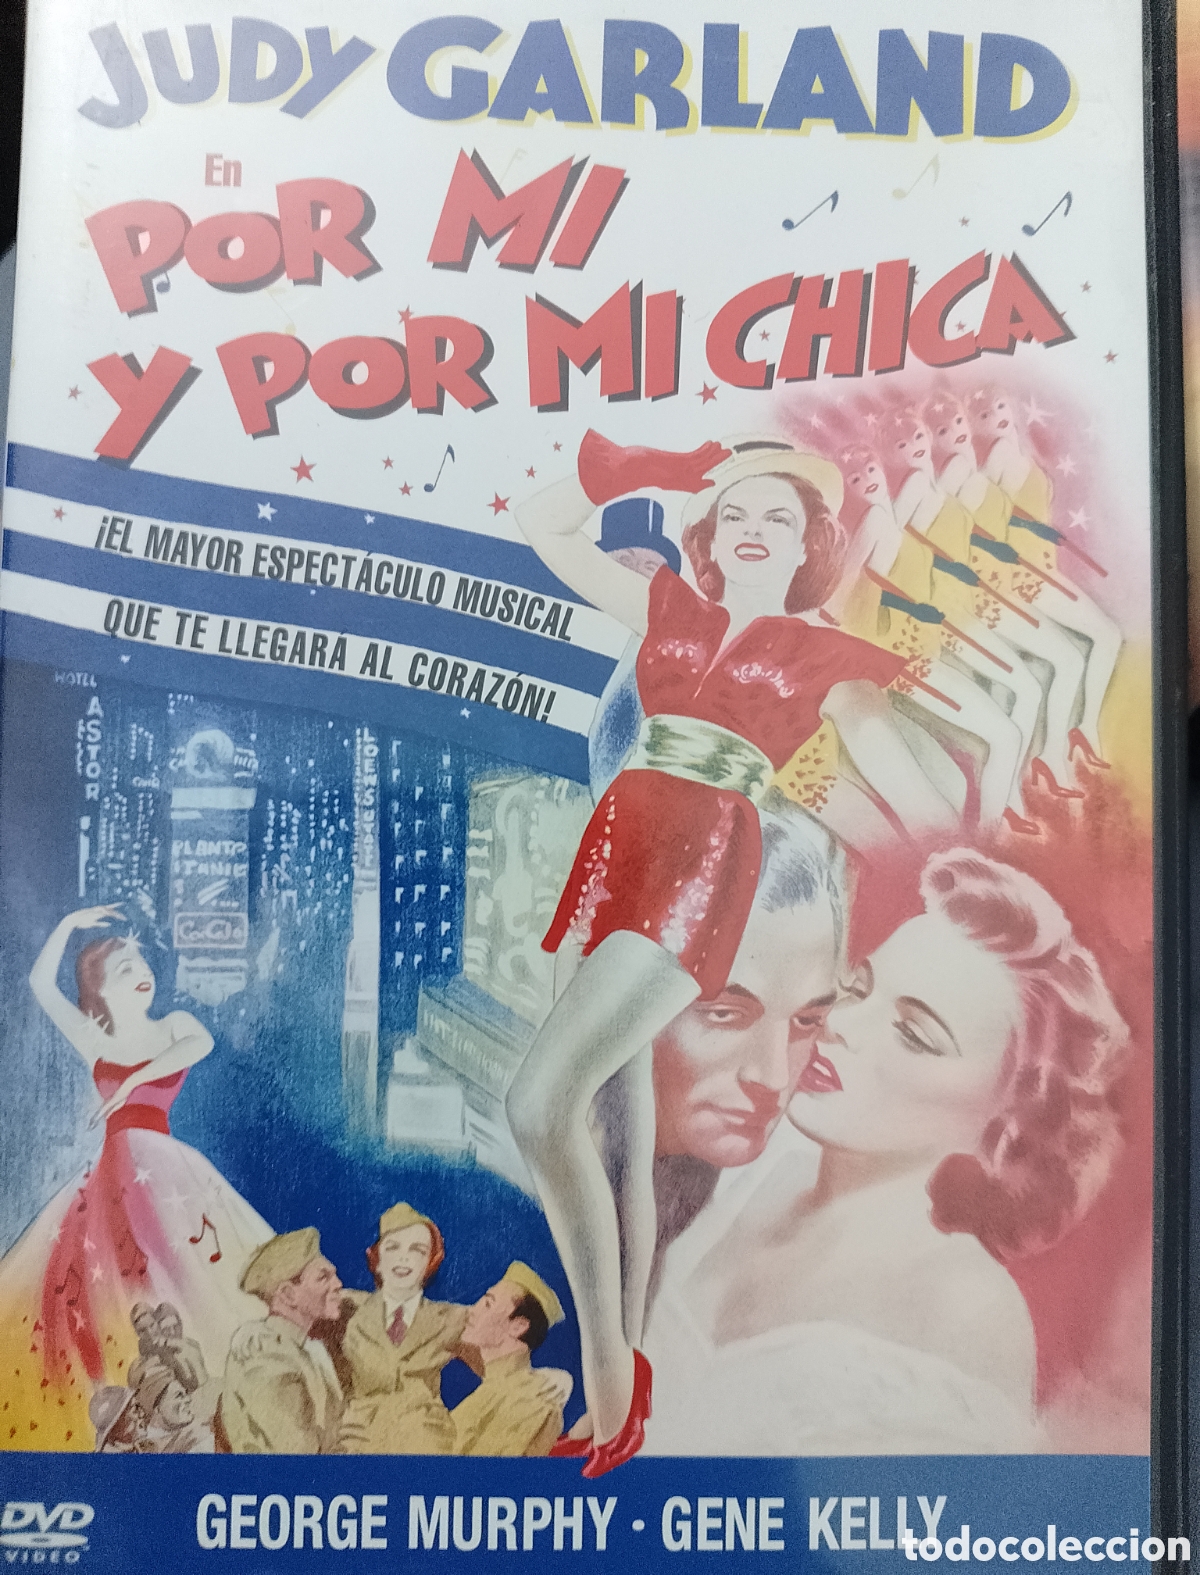 JUDY GARLAND
En
POR MI
Y POR MI CHICA
¡EL MAYOR ESPECTÁCULO MUSICAL
QUE TE LLEGARÁ AL CORAZÓN!
HOTEL
ASTOR
GEORGE MURPHY · GENE KELLY
DVD
VIDEO
todocoleccion